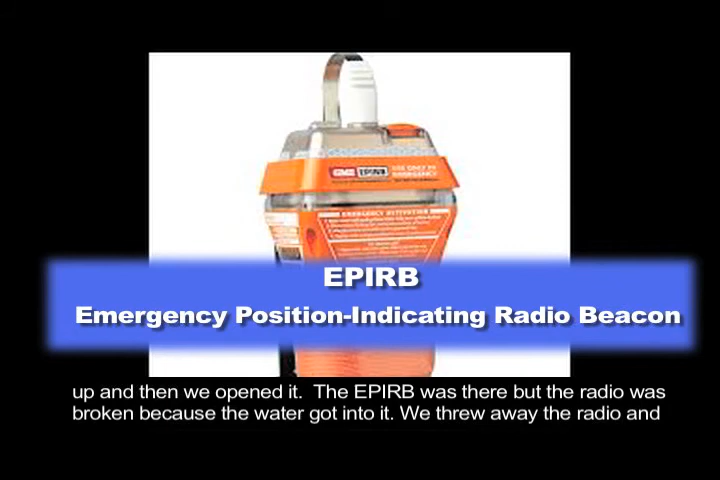 GME EPIRB
USE ONLY IN
EMERGENCY
EMERGENCY ACTIVATION
EPIRB
Emergency Position-Indicating Radio Beacon
up and then we opened it.  The EPIRB was there but the radio was
broken because the water got into it. We threw away the radio and